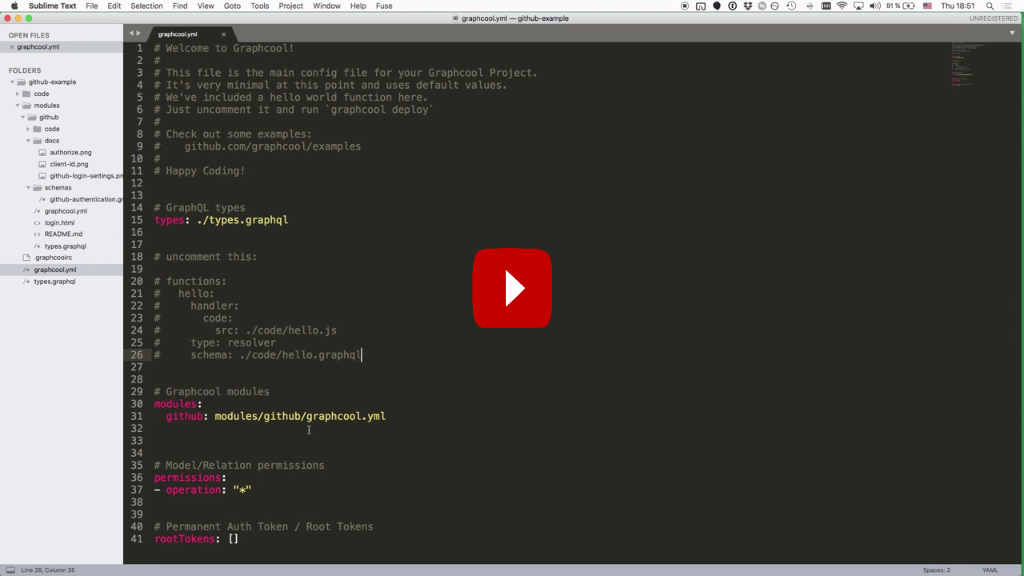 Sublime Text File Edit Selection Find View Goto Tools Project Window Help Fuse 81% Thu 18:51
graphcool.yml — github-example UNREGISTERED
OPEN FILES
× graphcool.yml
FOLDERS
github-example
code
modules
github
code
docs
authorize.png
client-id.png
github-login-settings.pn
schemas
github-authentication.gr
graphcool.yml
login.html
README.md
types.graphql
.graphcoolrc
graphcool.yml
types.graphql
graphcool.yml ×
1 # Welcome to Graphcool!
2 #
3 # This file is the main config file for your Graphcool Project.
4 # It's very minimal at this point and uses default values.
5 # We've included a hello world function here.
6 # Just uncomment it and run `graphcool deploy`
7 #
8 # Check out some examples:
9 #    github.com/graphcool/examples
10 #
11 # Happy Coding!
12
13
14 # GraphQL types
15 types: ./types.graphql
16
17
18 # uncomment this:
19
20 # functions:
21 #   hello:
22 #     handler:
23 #       code:
24 #         src: ./code/hello.js
25 #     type: resolver
26 #     schema: ./code/hello.graphql
27
28
29 # Graphcool modules
30 modules:
31   github: modules/github/graphcool.yml
32
33
34
35 # Model/Relation permissions
36 permissions:
37 - operation: "*"
38
39
40 # Permanent Auth Token / Root Tokens
41 rootTokens: []
Line 26, Column 35 Spaces: 2 YAML